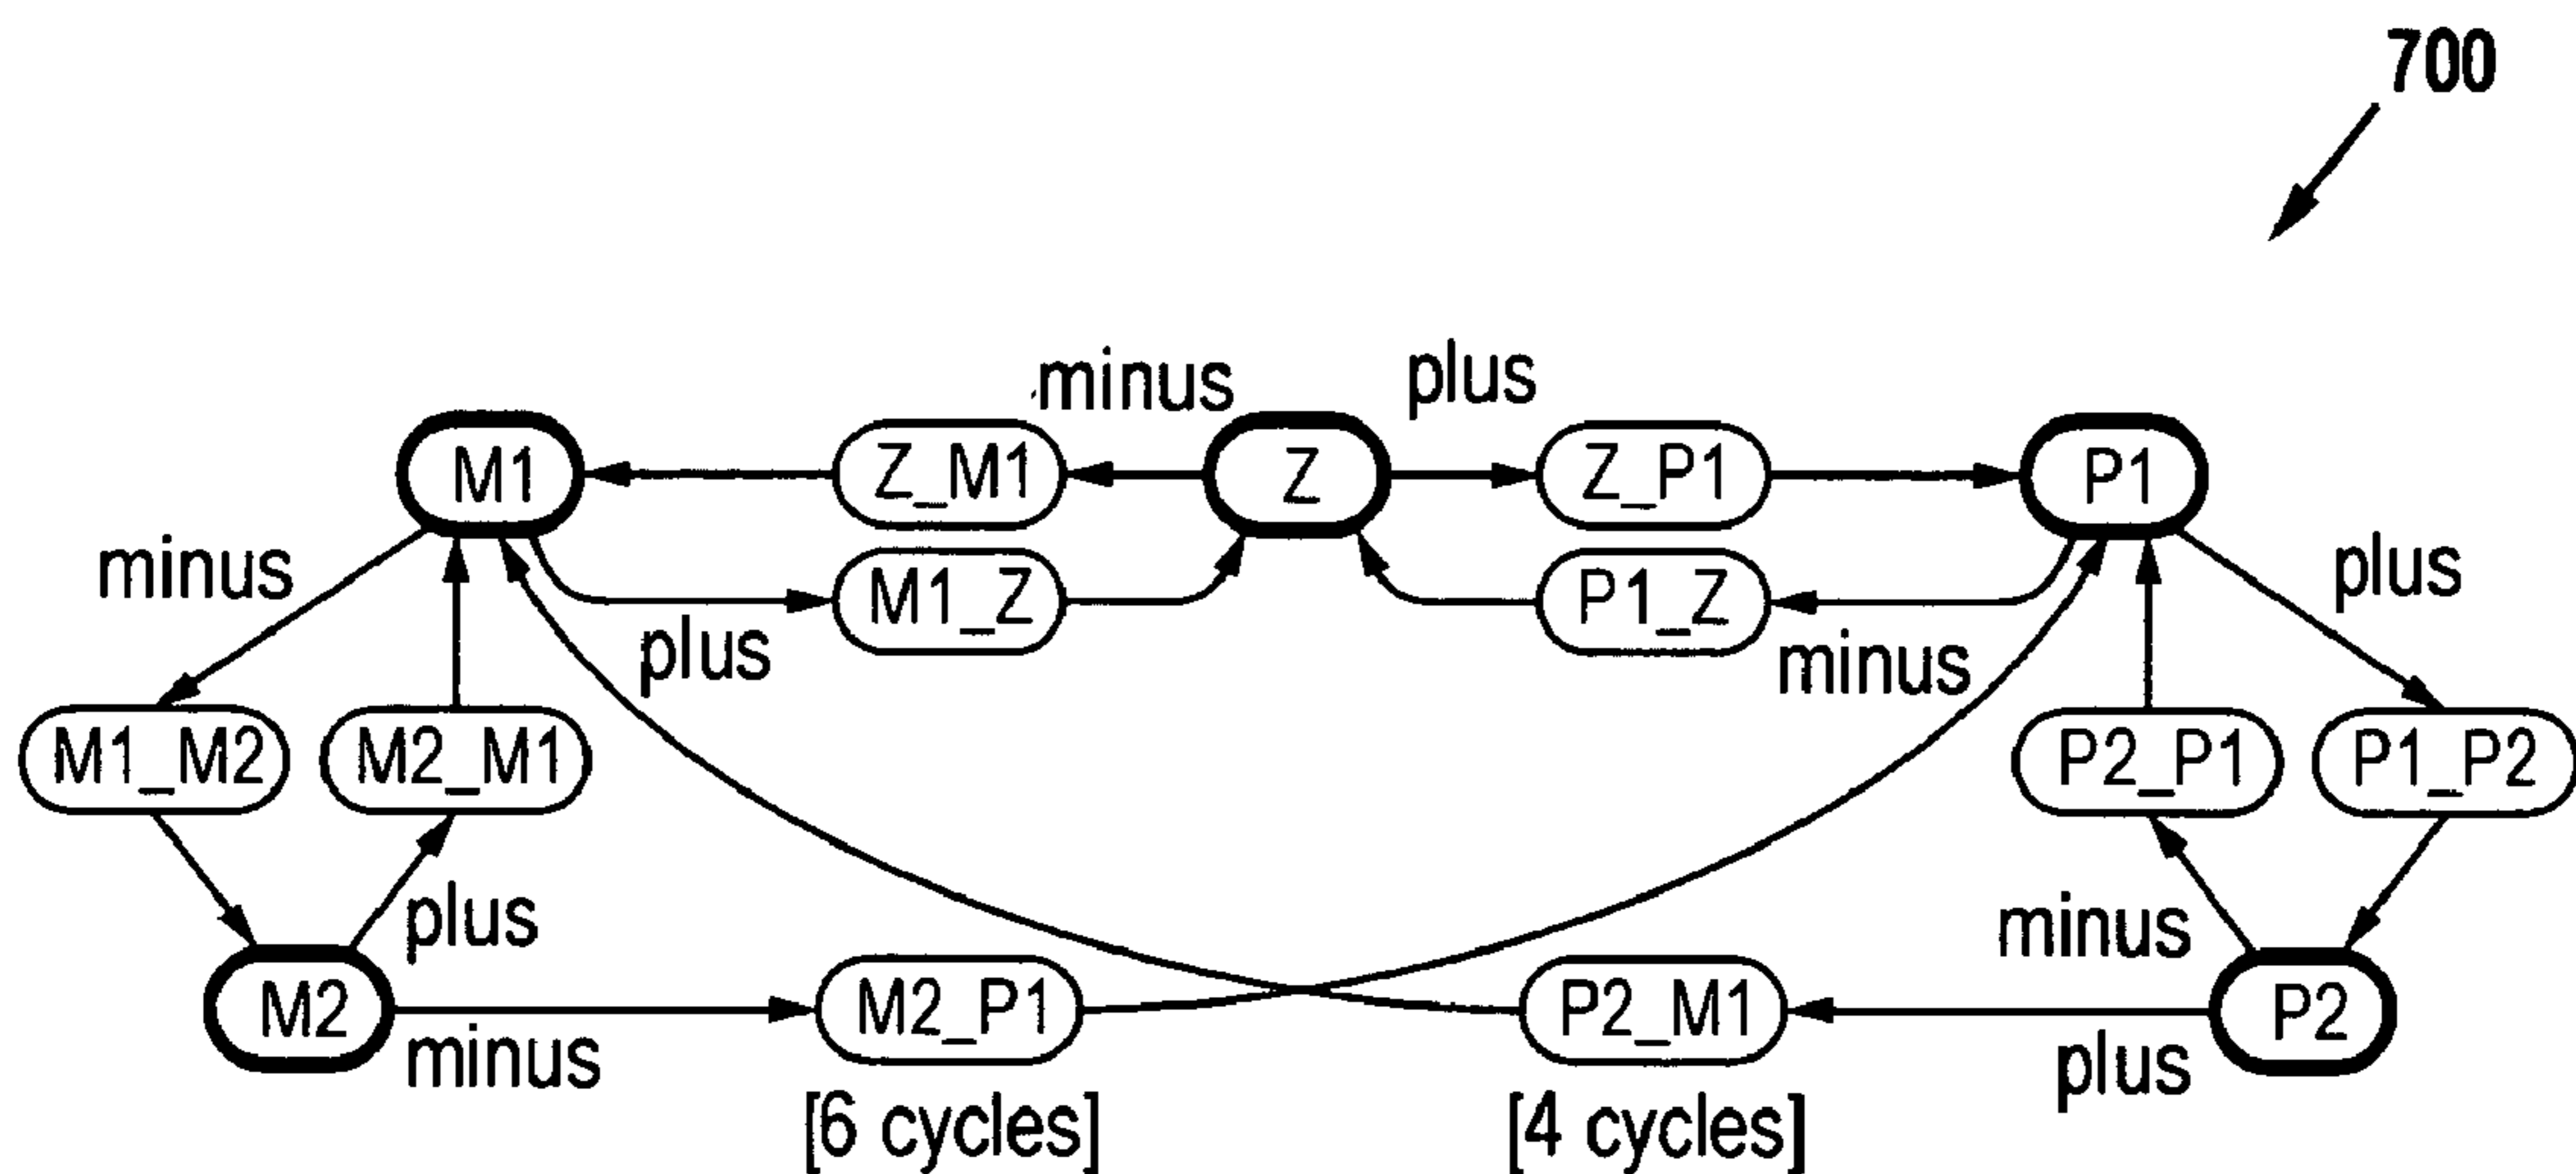 700
minus plus
M1 Z_M1 Z Z_P1 P1
minus M1_Z P1_Z plus
plus minus
M1_M2 M2_M1 P2_P1 P1_P2
plus minus
M2 M2_P1 P2_M1 P2
minus plus
[6 cycles] [4 cycles]